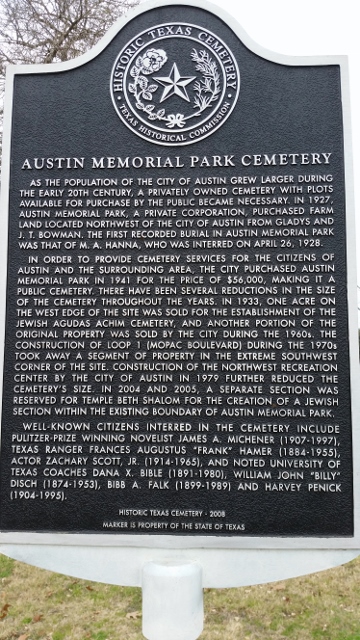 HISTORIC TEXAS CEMETERY
TEXAS HISTORICAL COMMISSION
AUSTIN MEMORIAL PARK CEMETERY
AS THE POPULATION OF THE CITY OF AUSTIN GREW LARGER DURING
THE EARLY 20TH CENTURY, A PRIVATELY OWNED CEMETERY WITH PLOTS
AVAILABLE FOR PURCHASE BY THE PUBLIC BECAME NECESSARY. IN 1927,
AUSTIN MEMORIAL PARK, A PRIVATE CORPORATION, PURCHASED FARM
LAND LOCATED NORTHWEST OF THE CITY OF AUSTIN FROM GLADYS AND
J. T. BOWMAN. THE FIRST RECORDED BURIAL IN AUSTIN MEMORIAL PARK
WAS THAT OF M. A. HANNA, WHO WAS INTERRED ON APRIL 26, 1928.
IN ORDER TO PROVIDE CEMETERY SERVICES FOR THE CITIZENS OF
AUSTIN AND THE SURROUNDING AREA, THE CITY PURCHASED AUSTIN
MEMORIAL PARK IN 1941 FOR THE PRICE OF $56,000, MAKING IT A
PUBLIC CEMETERY. THERE HAVE BEEN SEVERAL REDUCTIONS IN THE SIZE
OF THE CEMETERY THROUGHOUT THE YEARS. IN 1933, ONE ACRE ON
THE WEST EDGE OF THE SITE WAS SOLD FOR THE ESTABLISHMENT OF THE
JEWISH AGUDAS ACHIM CEMETERY, AND ANOTHER PORTION OF THE
ORIGINAL PROPERTY WAS SOLD BY THE CITY DURING THE 1960s. THE
CONSTRUCTION OF LOOP 1 (MOPAC BOULEVARD) DURING THE 1970s
TOOK AWAY A SEGMENT OF PROPERTY IN THE EXTREME SOUTHWEST
CORNER OF THE SITE. CONSTRUCTION OF THE NORTHWEST RECREATION
CENTER BY THE CITY OF AUSTIN IN 1979 FURTHER REDUCED THE
CEMETERY'S SIZE. IN 2004 AND 2005, A SEPARATE SECTION WAS
RESERVED FOR TEMPLE BETH SHALOM FOR THE CREATION OF A JEWISH
SECTION WITHIN THE EXISTING BOUNDARY OF AUSTIN MEMORIAL PARK.
WELL-KNOWN CITIZENS INTERRED IN THE CEMETERY INCLUDE
PULITZER-PRIZE WINNING NOVELIST JAMES A. MICHENER (1907-1997),
TEXAS RANGER FRANCES AUGUSTUS "FRANK" HAMER (1884-1955),
ACTOR ZACHARY SCOTT, JR. (1914-1965), AND NOTED UNIVERSITY OF
TEXAS COACHES DANA X. BIBLE (1891-1980), WILLIAM JOHN "BILLY"
DISCH (1874-1953), BIBB A. FALK (1899-1989) AND HARVEY PENICK
(1904-1995).
HISTORIC TEXAS CEMETERY - 2008
MARKER IS PROPERTY OF THE STATE OF TEXAS